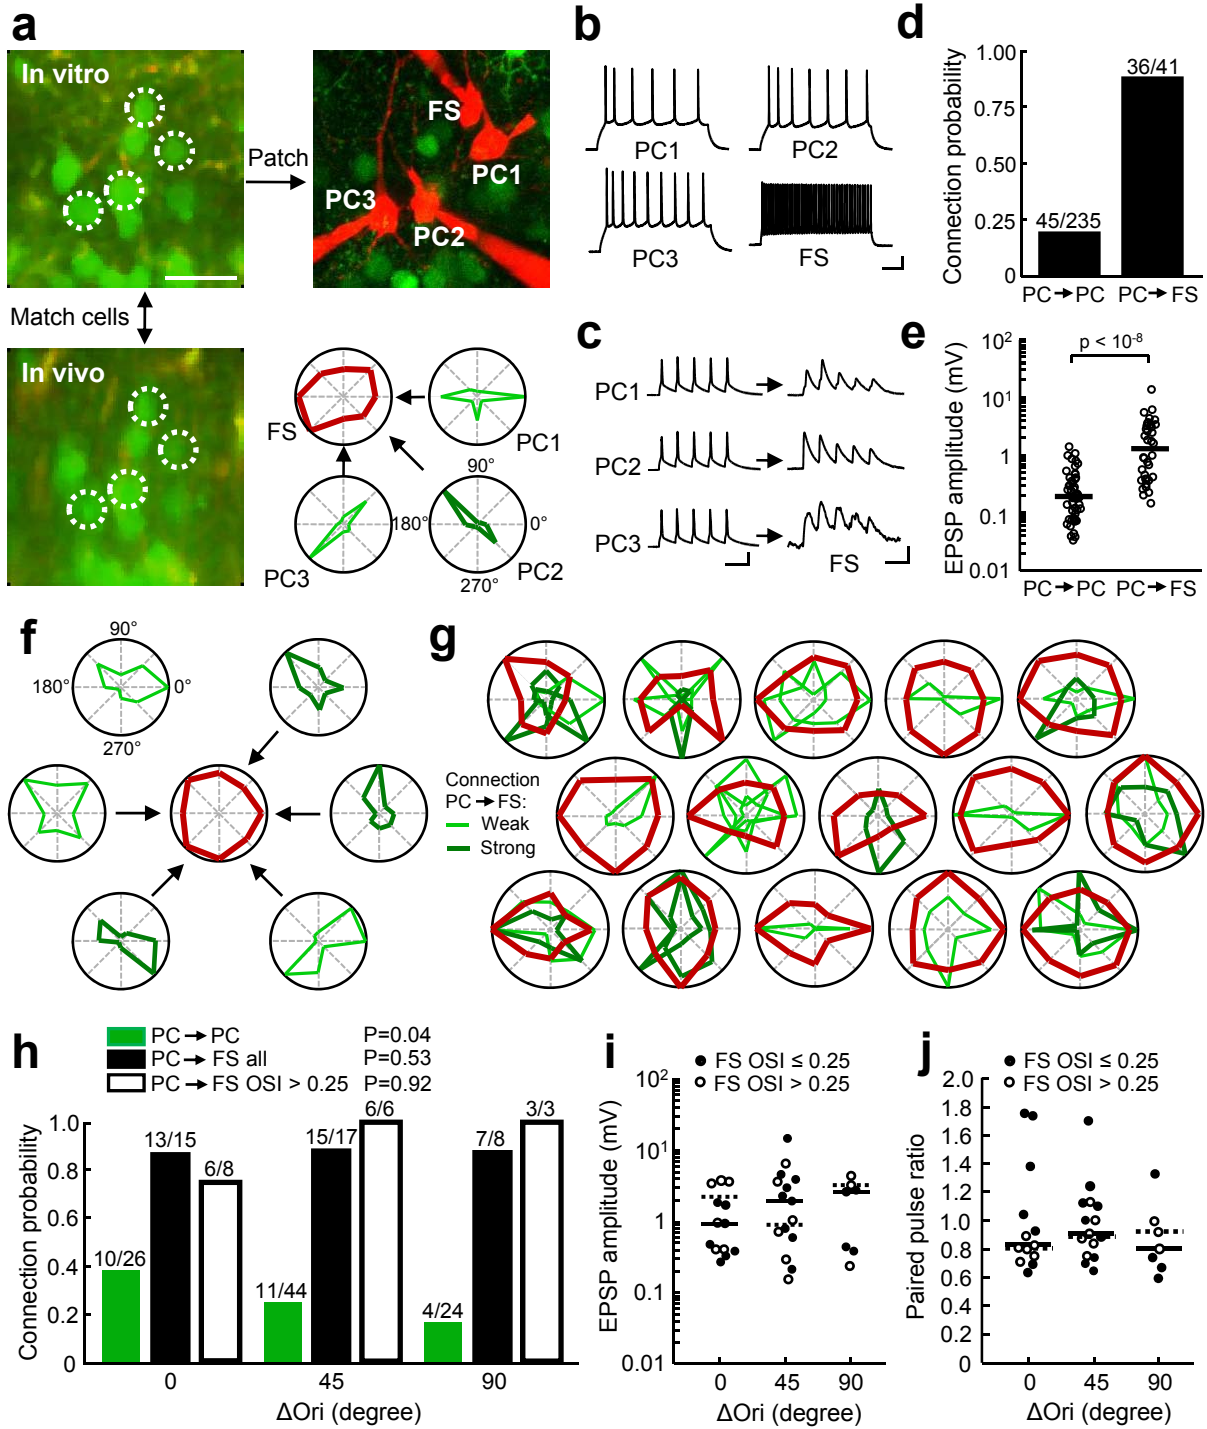 a
In vitro
Patch
FS
PC1
PC3
PC2
Match cells
In vivo
FS
PC1
90°
180°
0°
PC3
PC2
270°
b
PC1
PC2
PC3
FS
c
PC1
PC2
PC3
FS
d
Connection probability
1.00
0.75
0.50
0.25
0
36/41
45/235
PC→PC
PC→FS
e
EPSP amplitude (mV)
10²
10¹
1
0.1
0.01
p < 10⁻⁸
PC→PC
PC→FS
f
90°
180°
0°
270°
g
Connection
PC→FS:
Weak
Strong
h
PC→PC P=0.04
PC→FS all P=0.53
PC→FS OSI > 0.25 P=0.92
Connection probability
1.0
0.8
0.6
0.4
0.2
0
13/15
6/8
10/26
15/17
6/6
11/44
7/8
3/3
4/24
0
45
90
ΔOri (degree)
i
FS OSI ≤ 0.25
FS OSI > 0.25
EPSP amplitude (mV)
10²
10¹
1
0.1
0.01
0
45
90
ΔOri (degree)
j
FS OSI ≤ 0.25
FS OSI > 0.25
Paired pulse ratio
2.0
1.8
1.6
1.4
1.2
1.0
0.8
0.6
0.4
0.2
0
0
45
90
ΔOri (degree)